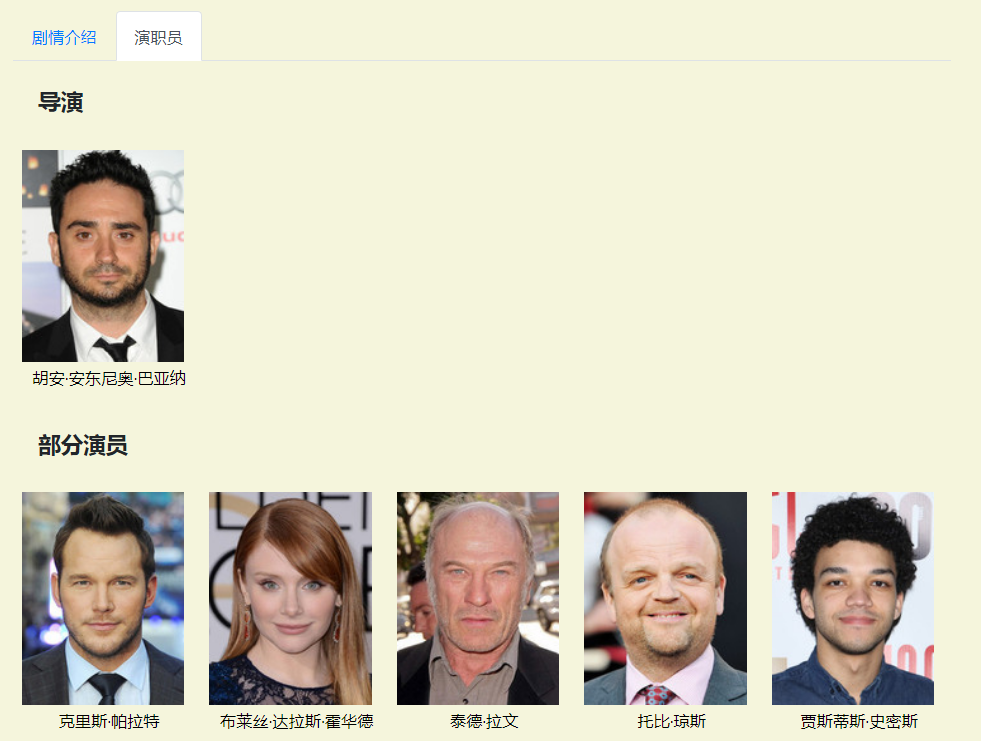 剧情介绍
演职员
导演
胡安·安东尼奥·巴亚纳
部分演员
克里斯·帕拉特
布莱丝·达拉斯·霍华德
泰德·拉文
托比·琼斯
贾斯蒂斯·史密斯